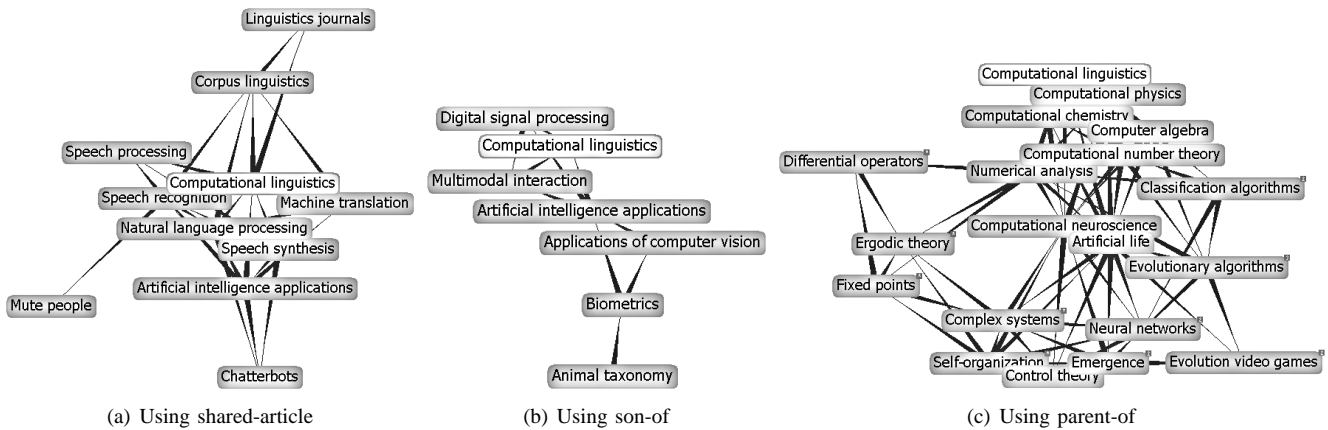 Linguistics journals
Corpus linguistics
Speech processing
Computational linguistics
Speech recognition
Machine translation
Natural language processing
Speech synthesis
Artificial intelligence applications
Mute people
Chatterbots
(a) Using shared-article
Digital signal processing
Computational linguistics
Multimodal interaction
Artificial intelligence applications
Applications of computer vision
Biometrics
Animal taxonomy
(b) Using son-of
Computational linguistics
Computational physics
Computational chemistry
Computer algebra
Computational number theory
Differential operators
Numerical analysis
Classification algorithms
Computational neuroscience
Artificial life
Ergodic theory
Evolutionary algorithms
Fixed points
Complex systems
Neural networks
Self-organization
Emergence
Evolution video games
Control theory
(c) Using parent-of